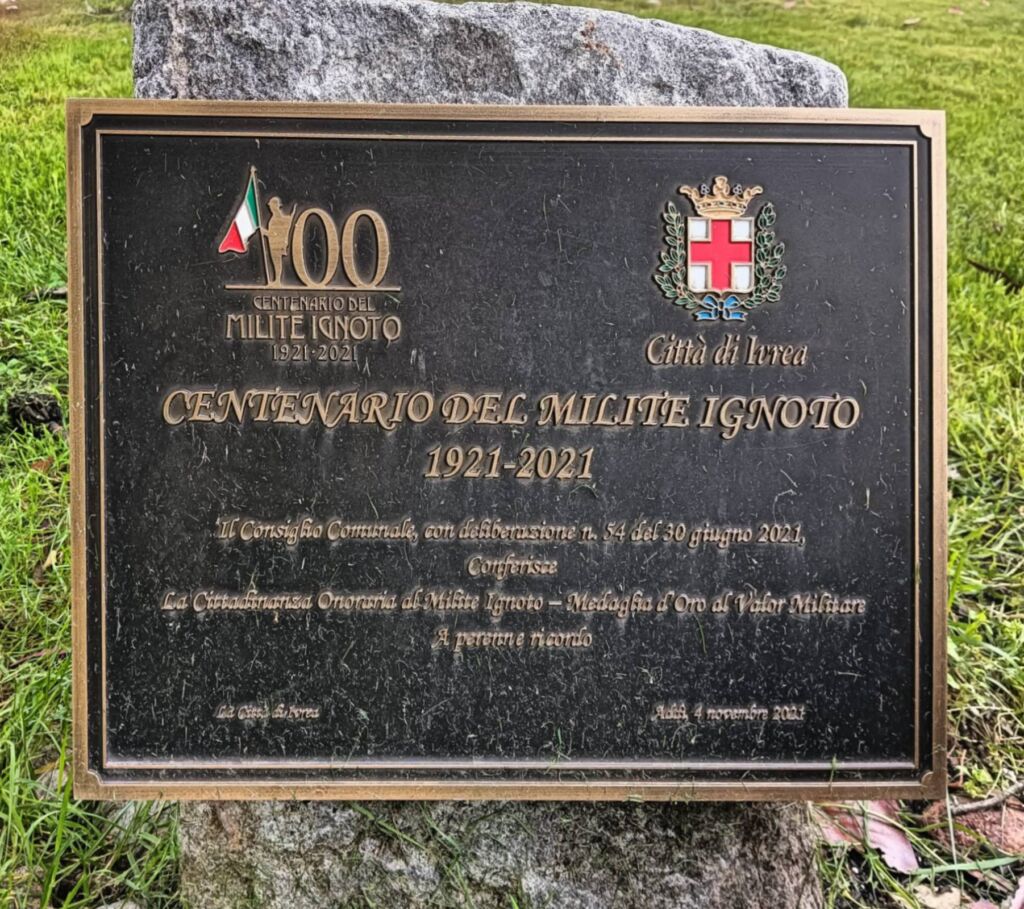 100
CENTENARIO DEL
MILITE IGNOTO
1921·2021
Città di Ivrea
CENTENARIO DEL MILITE IGNOTO
1921-2021
Il Consiglio Comunale, con deliberazione n. 54 del 30 giugno 2021,
Conferisce
La Cittadinanza Onoraria al Milite Ignoto – Medaglia d'Oro al Valor Militare
A perenne ricordo
La Città di Ivrea
Addì, 4 novembre 2021